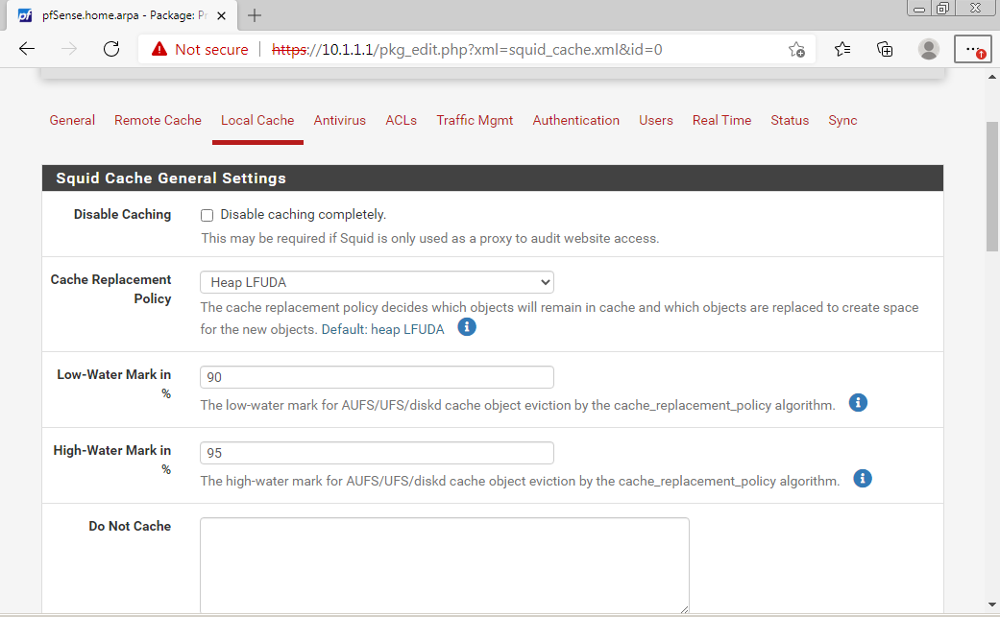 pfSense.home.arpa - Package: Pr
Not secure | https://10.1.1.1/pkg_edit.php?xml=squid_cache.xml&id=0
General Remote Cache Local Cache Antivirus ACLs Traffic Mgmt Authentication Users Real Time Status Sync
Squid Cache General Settings
Disable Caching
Disable caching completely.
This may be required if Squid is only used as a proxy to audit website access.
Cache Replacement
Policy
Heap LFUDA
The cache replacement policy decides which objects will remain in cache and which objects are replaced to create space
for the new objects. Default: heap LFUDA
Low-Water Mark in
%
90
The low-water mark for AUFS/UFS/diskd cache object eviction by the cache_replacement_policy algorithm.
High-Water Mark in
%
95
The high-water mark for AUFS/UFS/diskd cache object eviction by the cache_replacement_policy algorithm.
Do Not Cache